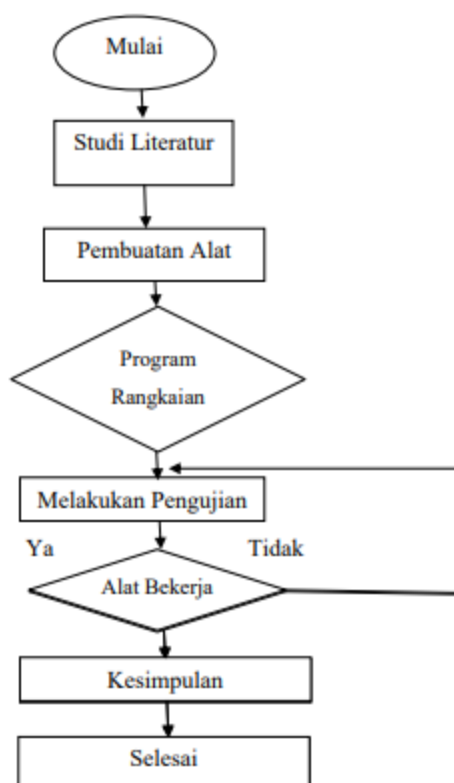 Mulai
Studi Literatur
Pembuatan Alat
Program
Rangkaian
Melakukan Pengujian
Ya
Tidak
Alat Bekerja
Kesimpulan
Selesai